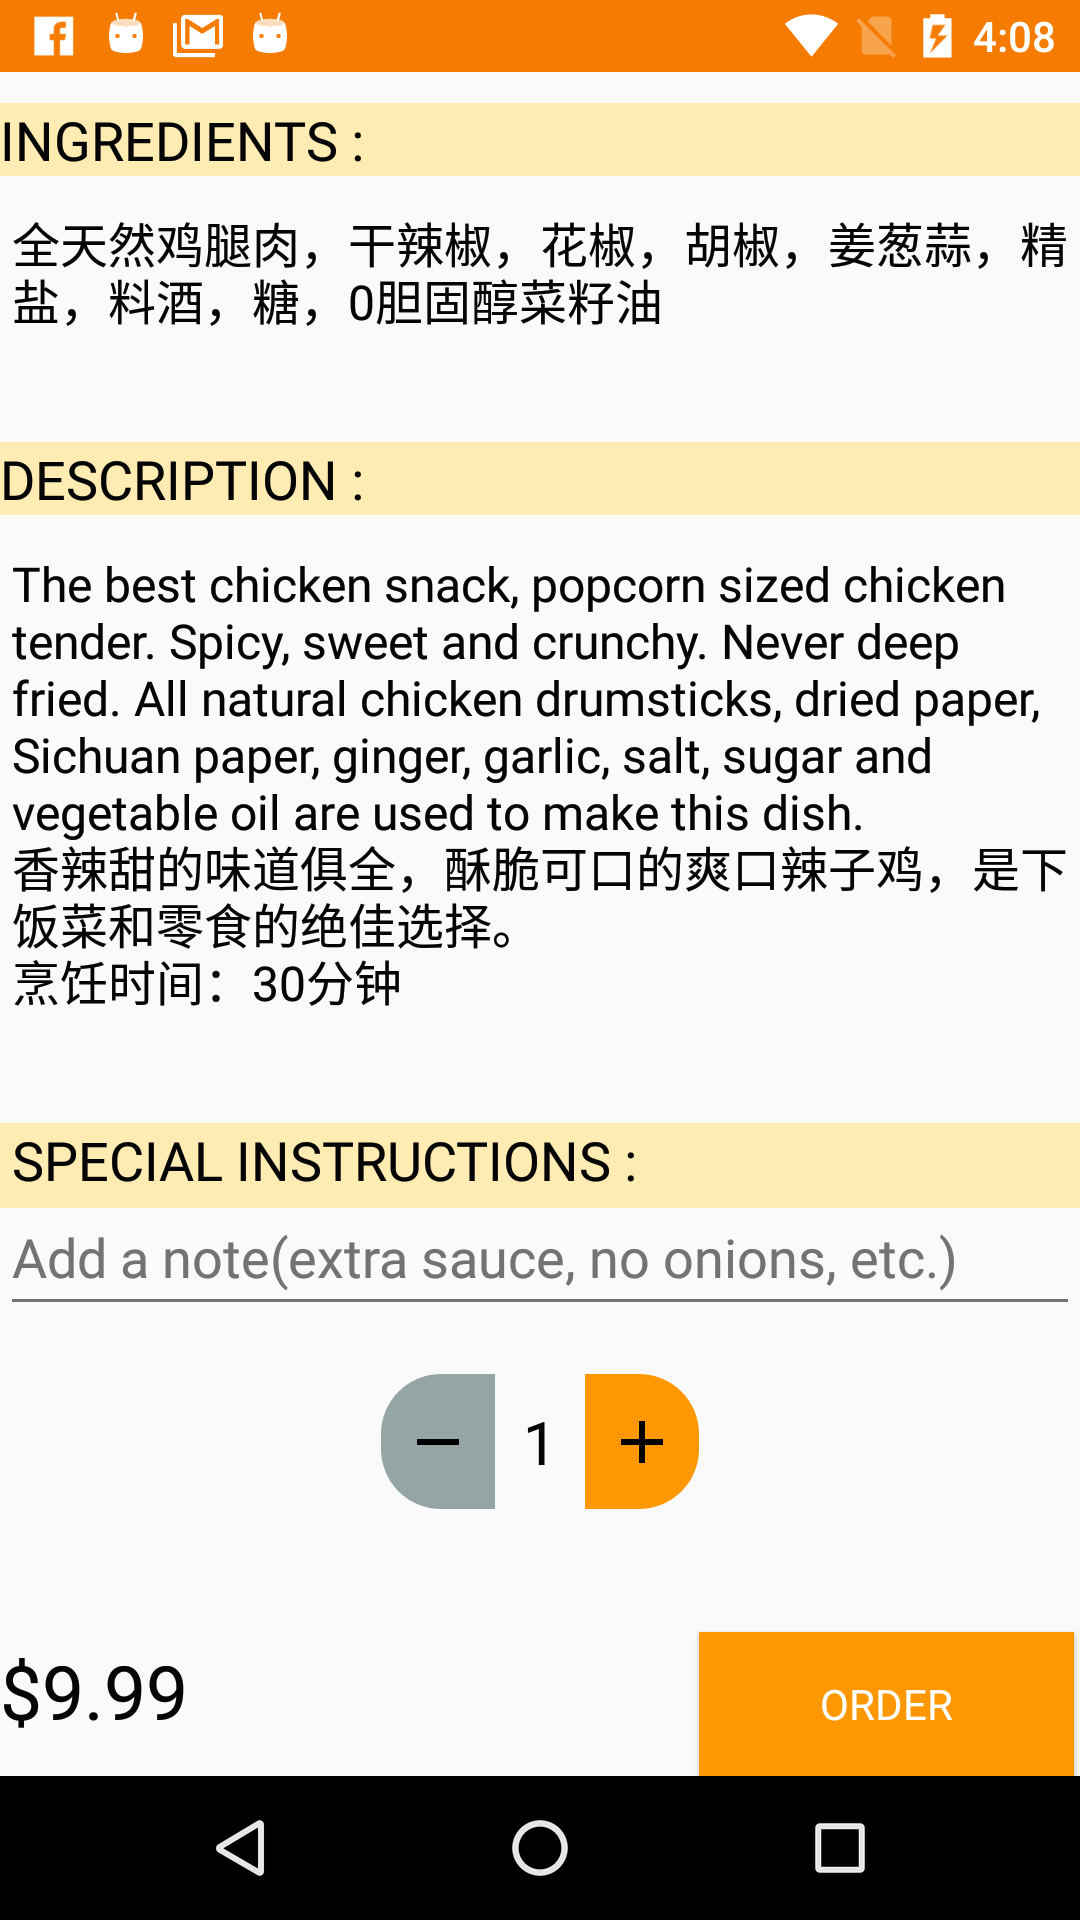 4:08
INGREDIENTS :
全天然鸡腿肉，干辣椒，花椒，胡椒，姜葱蒜，精
盐，料酒，糖，0胆固醇菜籽油
DESCRIPTION :
The best chicken snack, popcorn sized chicken
tender. Spicy, sweet and crunchy. Never deep
fried. All natural chicken drumsticks, dried paper,
Sichuan paper, ginger, garlic, salt, sugar and
vegetable oil are used to make this dish.
香辣甜的味道俱全，酥脆可口的爽口辣子鸡，是下
饭菜和零食的绝佳选择。
烹饪时间：30分钟
SPECIAL INSTRUCTIONS :
Add a note(extra sauce, no onions, etc.)
− 1 +
$9.99
ORDER